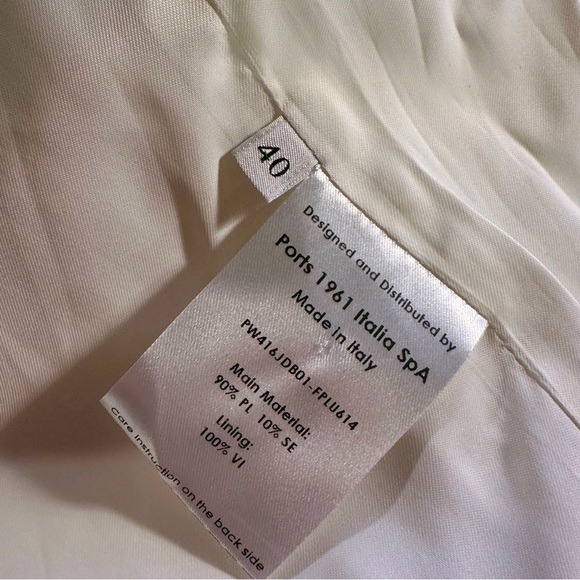 40
Designed and Distributed by
Ports 1961 Italia SpA
Made in Italy
PW416JDB01-FPLU614
Main Material:
90% PL 10% SE
Lining:
100% VI
care instruction on the back side